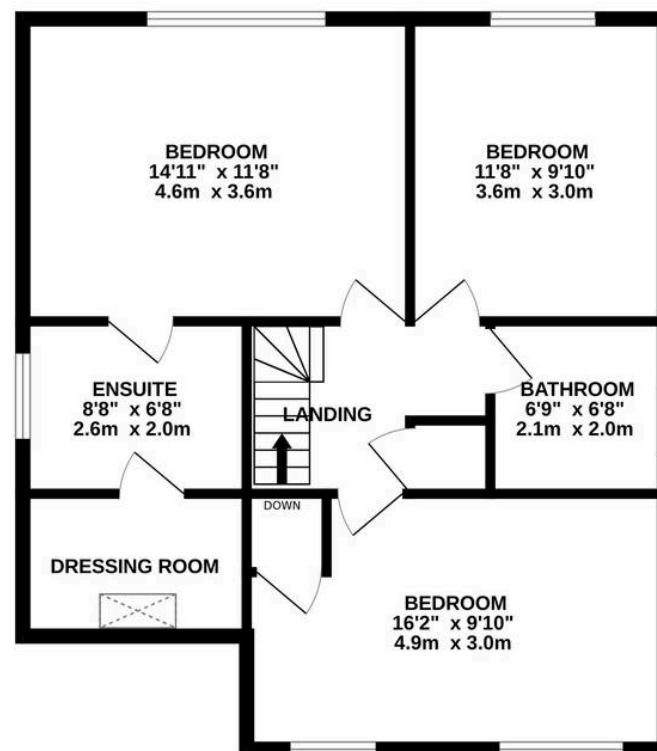 BEDROOM
14'11" x 11'8"
4.6m x 3.6m
BEDROOM
11'8" x 9'10"
3.6m x 3.0m
ENSUITE
8'8" x 6'8"
2.6m x 2.0m
LANDING
BATHROOM
6'9" x 6'8"
2.1m x 2.0m
DOWN
DRESSING ROOM
BEDROOM
16'2" x 9'10"
4.9m x 3.0m